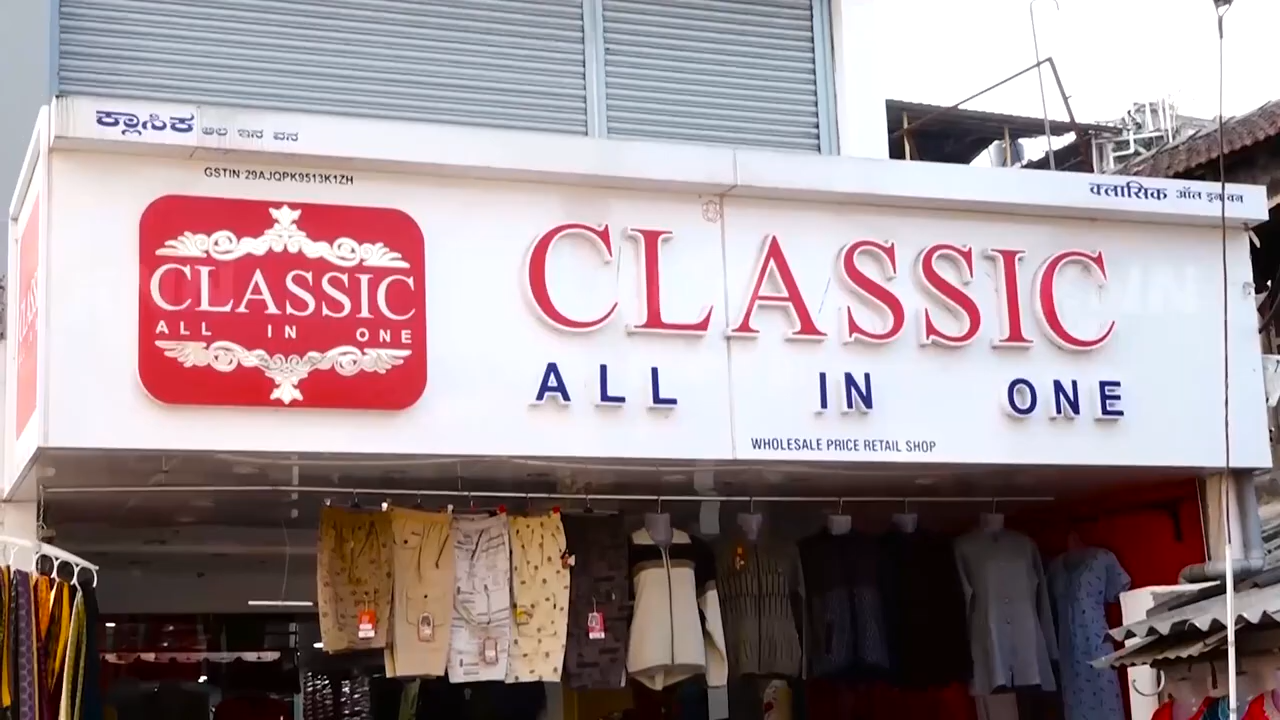 ಕ್ಲಾಸಿಕ ಆಲ ಇನ ವನ
क्लासिक ऑल इन वन
GSTIN·29AJQPK9513K1ZH
CLASSIC
ALL IN ONE
CLASSIC
ALL IN ONE
WHOLESALE PRICE RETAIL SHOP